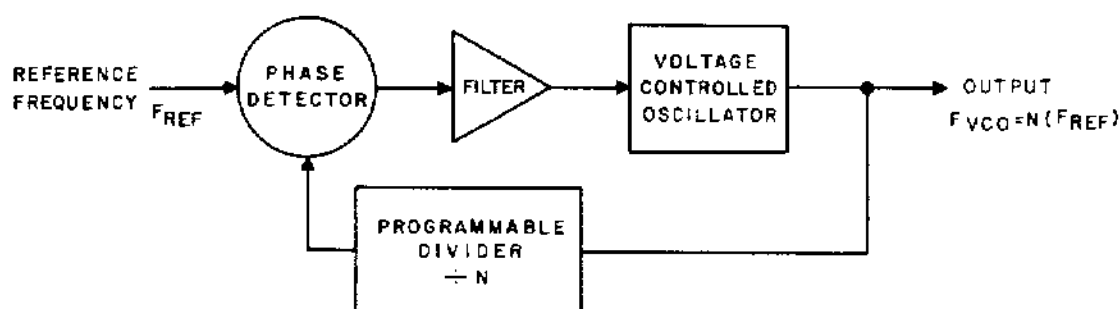 REFERENCE
FREQUENCY
FREF
PHASE
DETECTOR
FILTER
VOLTAGE
CONTROLLED
OSCILLATOR
OUTPUT
FVCO=N(FREF)
PROGRAMMABLE
DIVIDER
÷ N